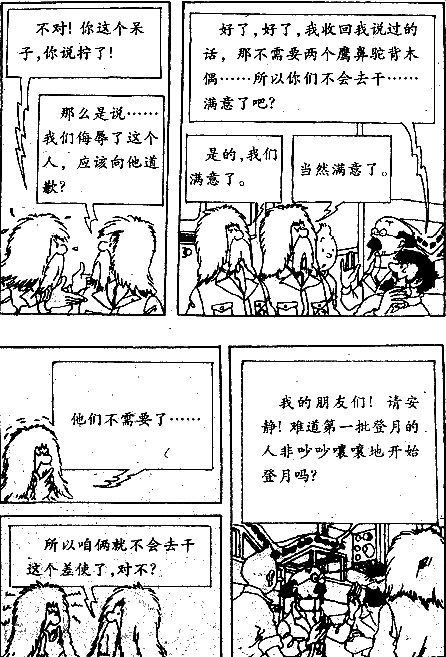 不对！你这个呆
子，你说拧了！
那么是说……
我们侮辱了这个
人，应该向他道
歉？
好了，好了，我收回我说过的
话，那不需要两个鹰鼻驼背木
偶……所以你们不会去干……
满意了吧？
是的，我们
满意了。
当然满意了。
他们不需要了……
所以咱俩就不会去干
这个差使了，对不？
我的朋友们！请安
静！难道第一批登月的
人非吵吵嚷嚷地开始
登月吗？